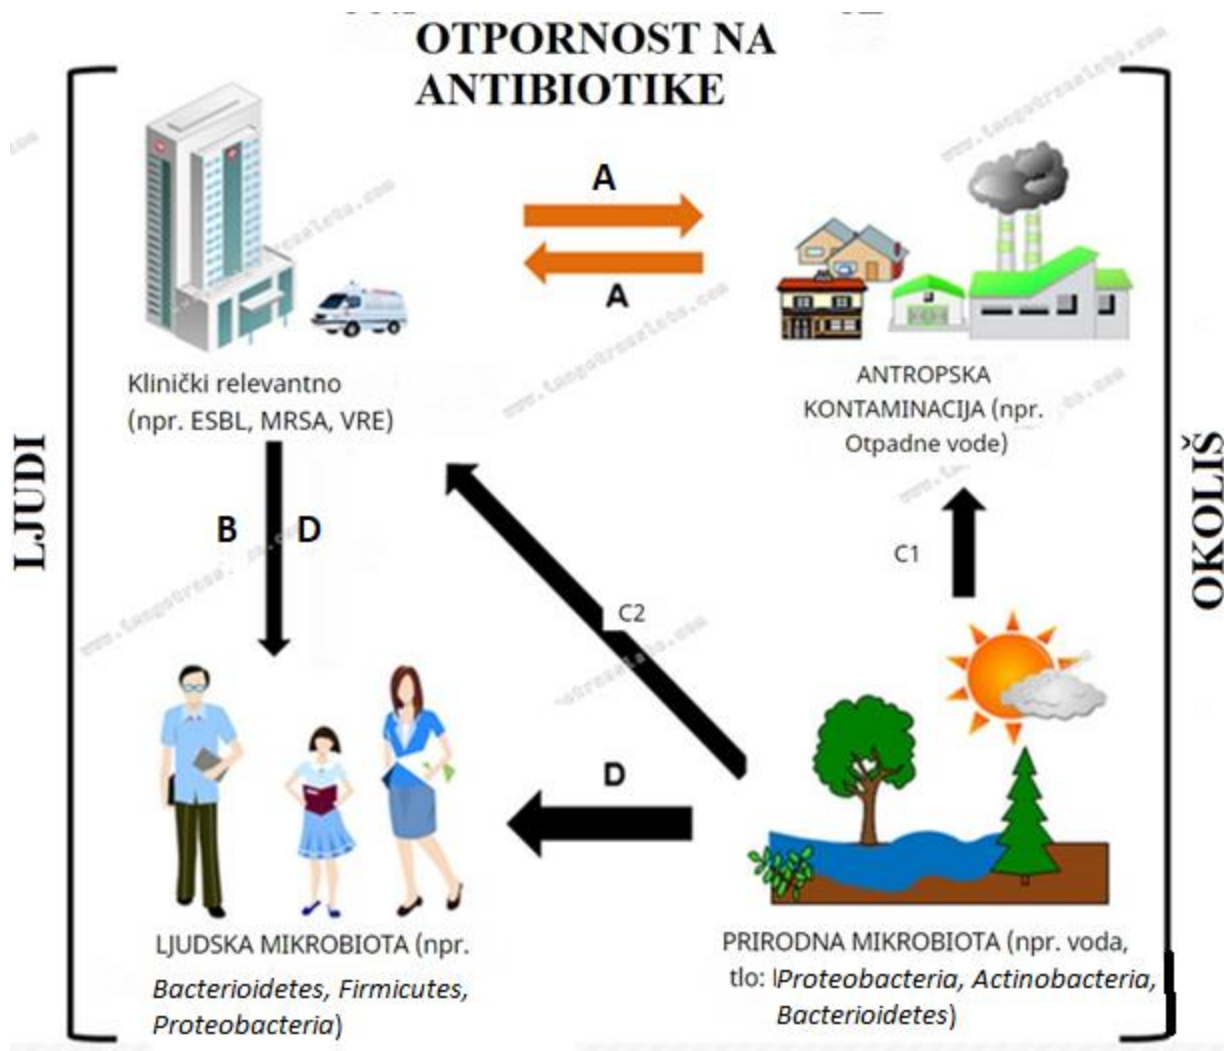 OTPORNOST NA
ANTIBIOTIKE
A
A
Klinički relevantno
(npr. ESBL, MRSA, VRE)
ANTROPSKA
KONTAMINACIJA (npr.
Otpadne vode)
LJUDI
OKOLIŠ
B
D
C1
C2
D
LJUDSKA MIKROBIOTA (npr.
Bacterioidetes, Firmicutes,
Proteobacteria)
PRIRODNA MIKROBIOTA (npr. voda,
tlo: Proteobacteria, Actinobacteria,
Bacterioidetes)